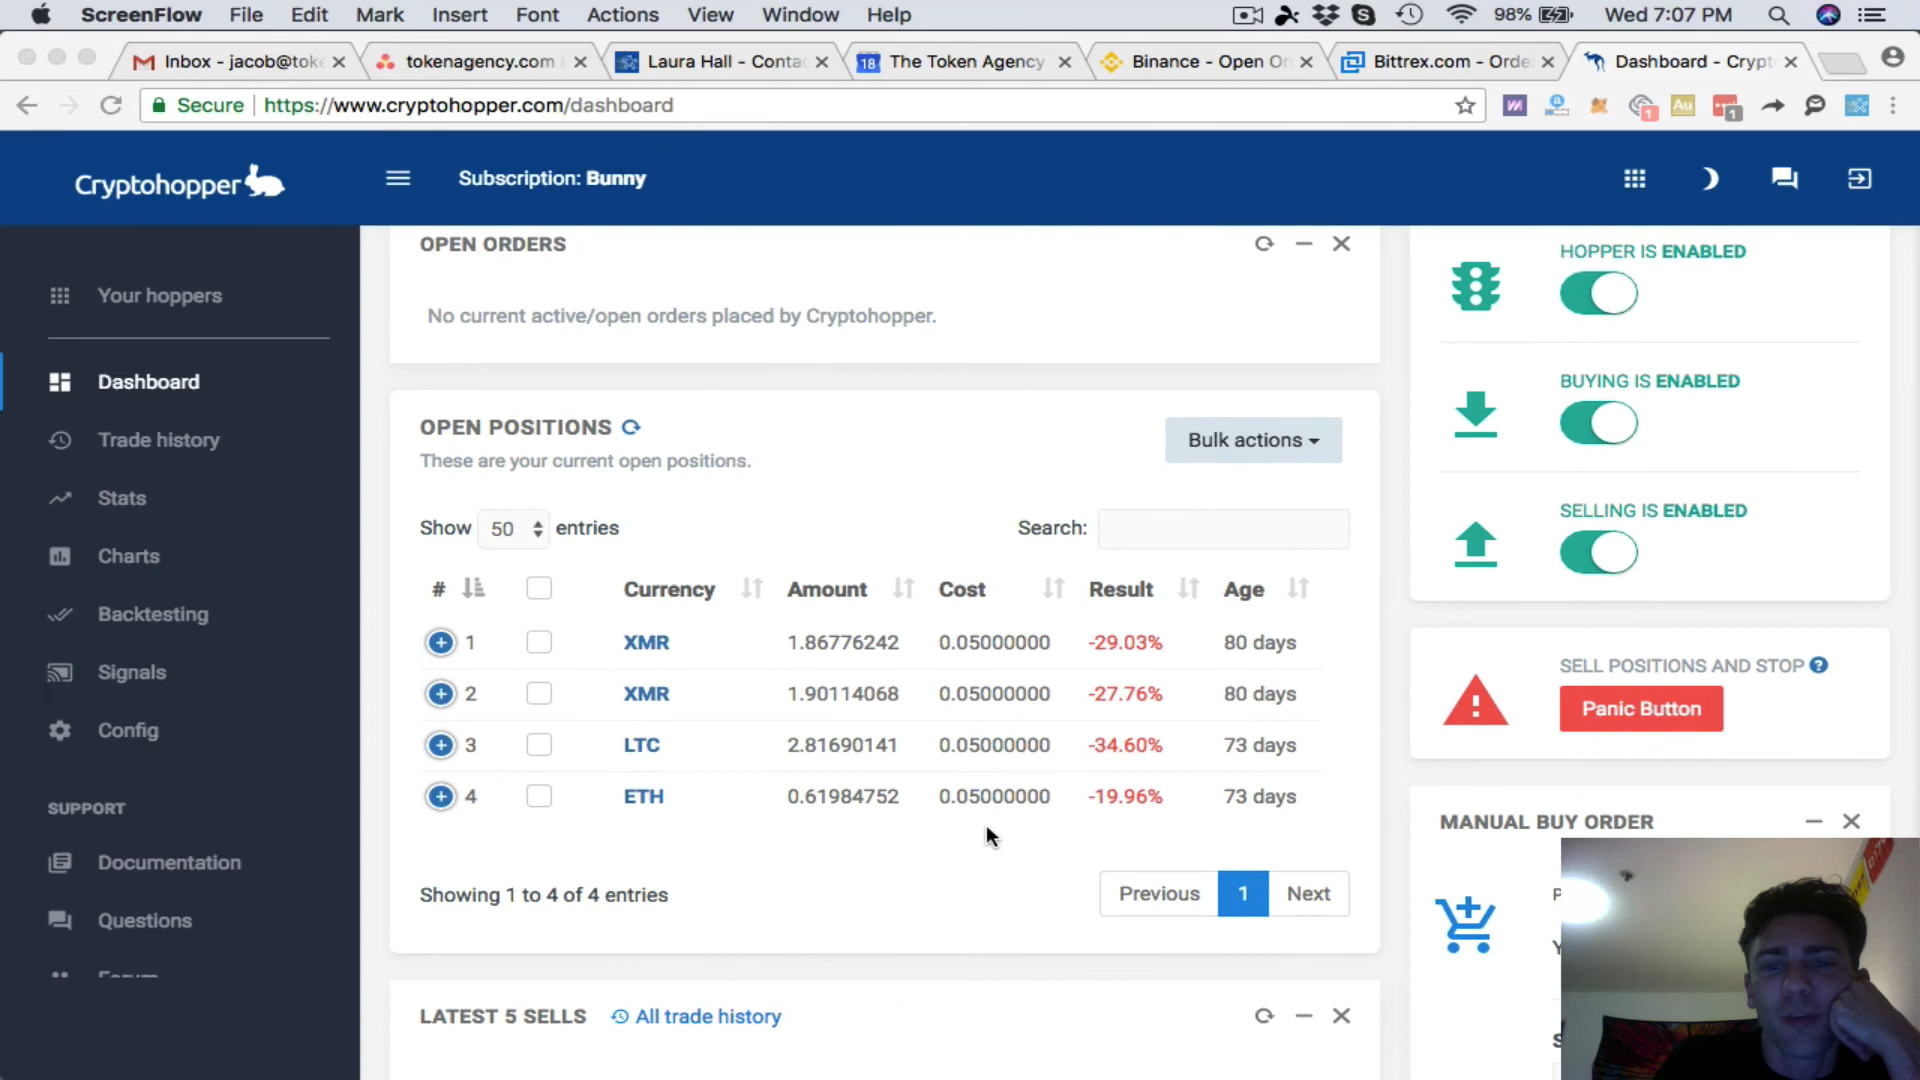 ScreenFlow File Edit Mark Insert Font Actions View Window Help 98% Wed 7:07 PM
Inbox - jacob@toke tokenagency.com Laura Hall - Conta 18 The Token Agency Binance - Open Or Bittrex.com - Orde Dashboard - Crypt
Secure https://www.cryptohopper.com/dashboard Au 1 1
Cryptohopper Subscription: Bunny
Your hoppers
Dashboard
Trade history
Stats
Charts
Backtesting
Signals
Config
SUPPORT
Documentation
Questions
Forum
OPEN ORDERS
No current active/open orders placed by Cryptohopper.
OPEN POSITIONS
These are your current open positions.
Bulk actions
Show 50 entries Search:
# Currency Amount Cost Result Age
1 XMR 1.86776242 0.05000000 -29.03% 80 days
2 XMR 1.90114068 0.05000000 -27.76% 80 days
3 LTC 2.81690141 0.05000000 -34.60% 73 days
4 ETH 0.61984752 0.05000000 -19.96% 73 days
Showing 1 to 4 of 4 entries Previous 1 Next
LATEST 5 SELLS All trade history
HOPPER IS ENABLED
BUYING IS ENABLED
SELLING IS ENABLED
SELL POSITIONS AND STOP ?
Panic Button
MANUAL BUY ORDER